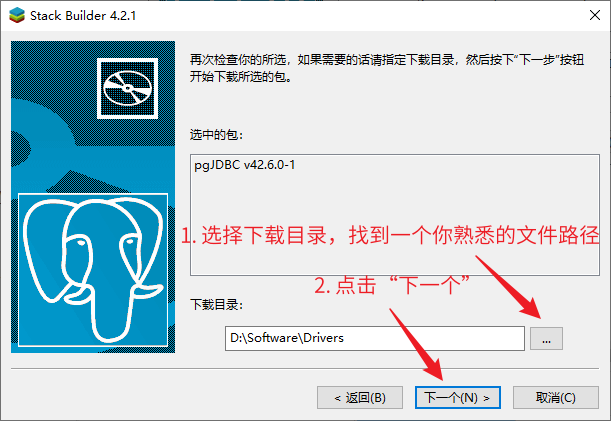 Stack Builder 4.2.1
再次检查你的所选，如果需要的话请指定下载目录，然后按下"下一步"按钮
开始下载所选的包。
选中的包：
pgJDBC v42.6.0-1
1. 选择下载目录，找到一个你熟悉的文件路径
2. 点击“下一个”
下载目录：
D:\Software\Drivers
...
< 返回(B)
下一个(N) >
取消(C)